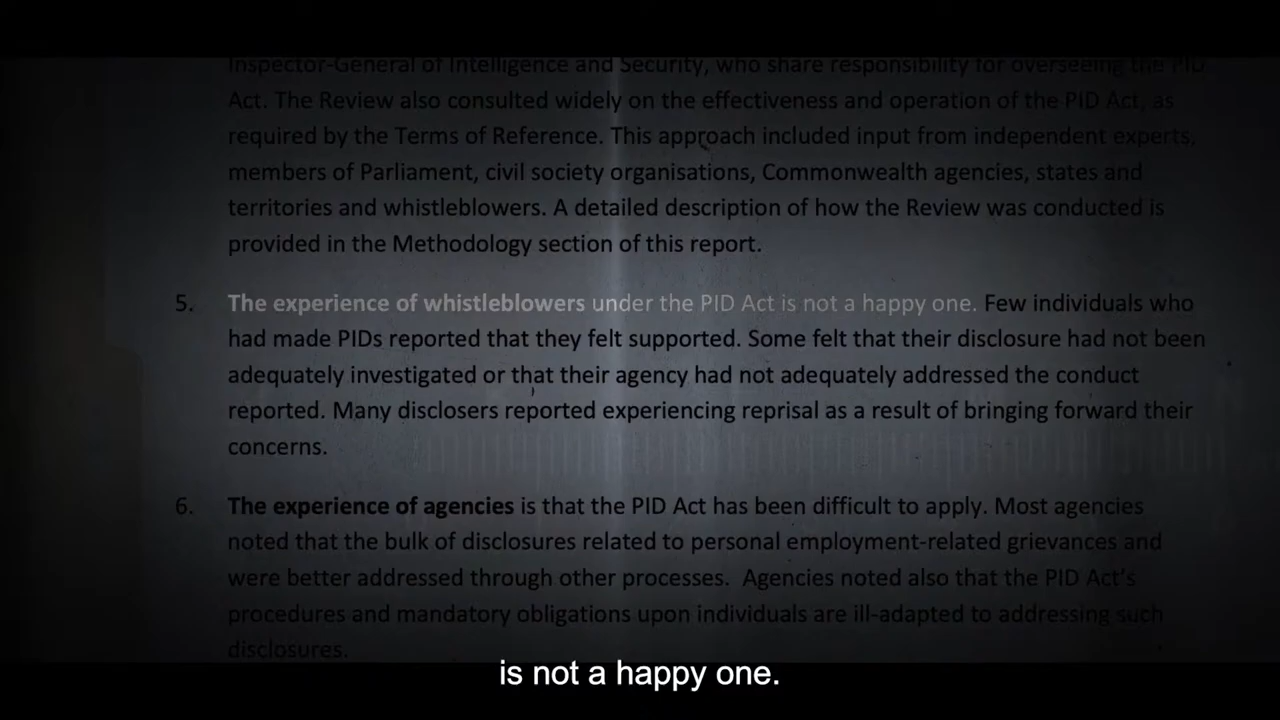 Inspector-General of Intelligence and Security, who share responsibility for overseeing the PID
Act. The Review also consulted widely on the effectiveness and operation of the PID Act, as
required by the Terms of Reference. This approach included input from independent experts,
members of Parliament, civil society organisations, Commonwealth agencies, states and
territories and whistleblowers. A detailed description of how the Review was conducted is
provided in the Methodology section of this report.
5. The experience of whistleblowers under the PID Act is not a happy one. Few individuals who
had made PIDs reported that they felt supported. Some felt that their disclosure had not been
adequately investigated or that their agency had not adequately addressed the conduct
reported. Many disclosers reported experiencing reprisal as a result of bringing forward their
concerns.
6. The experience of agencies is that the PID Act has been difficult to apply. Most agencies
noted that the bulk of disclosures related to personal employment-related grievances and
were better addressed through other processes. Agencies noted also that the PID Act's
procedures and mandatory obligations upon individuals are ill-adapted to addressing such
disclosures.
is not a happy one.